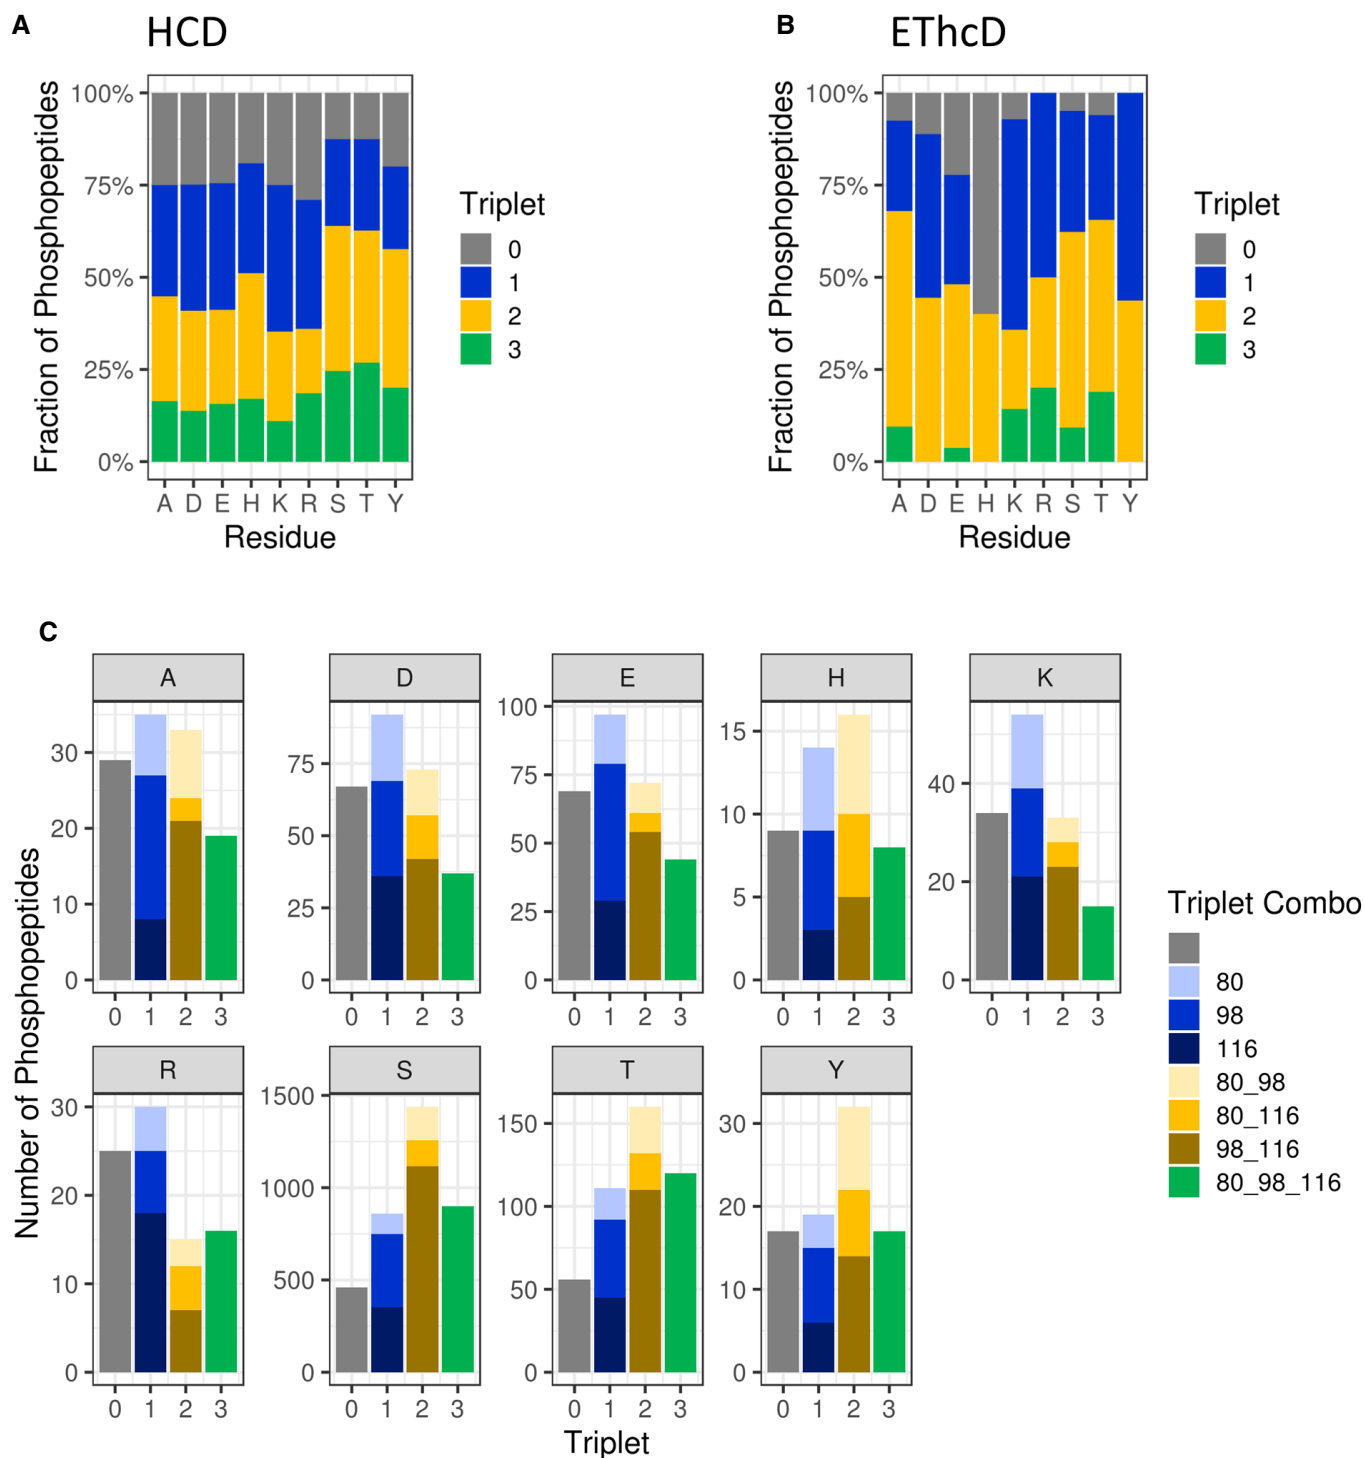 A HCD
Fraction of Phosphopeptides
100%
75%
50%
25%
0%
A D E H K R S T Y
Residue
Triplet
0
1
2
3
B EThcD
Fraction of Phosphopeptides
100%
75%
50%
25%
0%
A D E H K R S T Y
Residue
Triplet
0
1
2
3
C
Number of Phosphopeptides
A
30
20
10
0
0 1 2 3
D
75
50
25
0
0 1 2 3
E
100
75
50
25
0
0 1 2 3
H
15
10
5
0
0 1 2 3
K
40
20
0
0 1 2 3
R
30
20
10
0
0 1 2 3
S
1500
1000
500
0
0 1 2 3
T
150
100
50
0
0 1 2 3
Y
30
20
10
0
0 1 2 3
Triplet
Triplet Combo
80
98
116
80_98
80_116
98_116
80_98_116